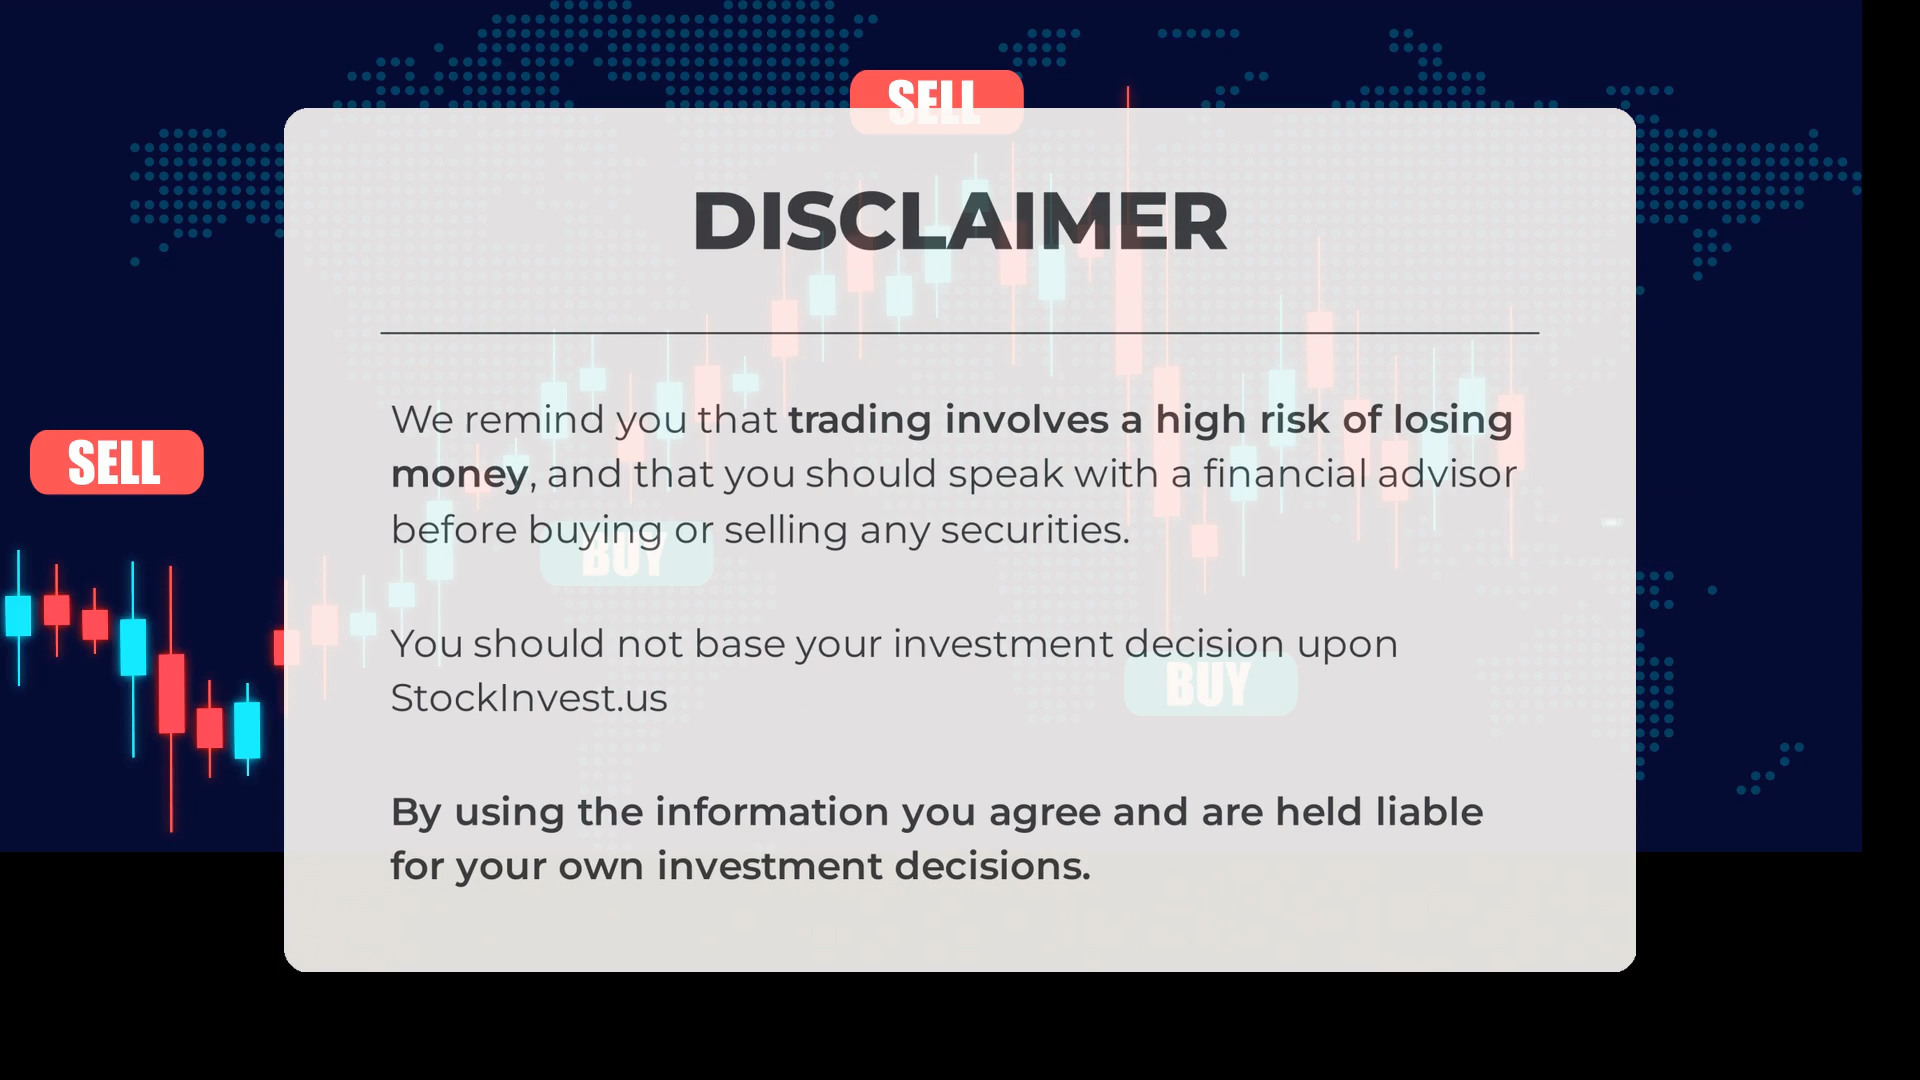 SELL
DISCLAIMER
We remind you that trading involves a high risk of losing
money, and that you should speak with a financial advisor
before buying or selling any securities.
SELL
BUY
You should not base your investment decision upon
StockInvest.us
BUY
By using the information you agree and are held liable
for your own investment decisions.